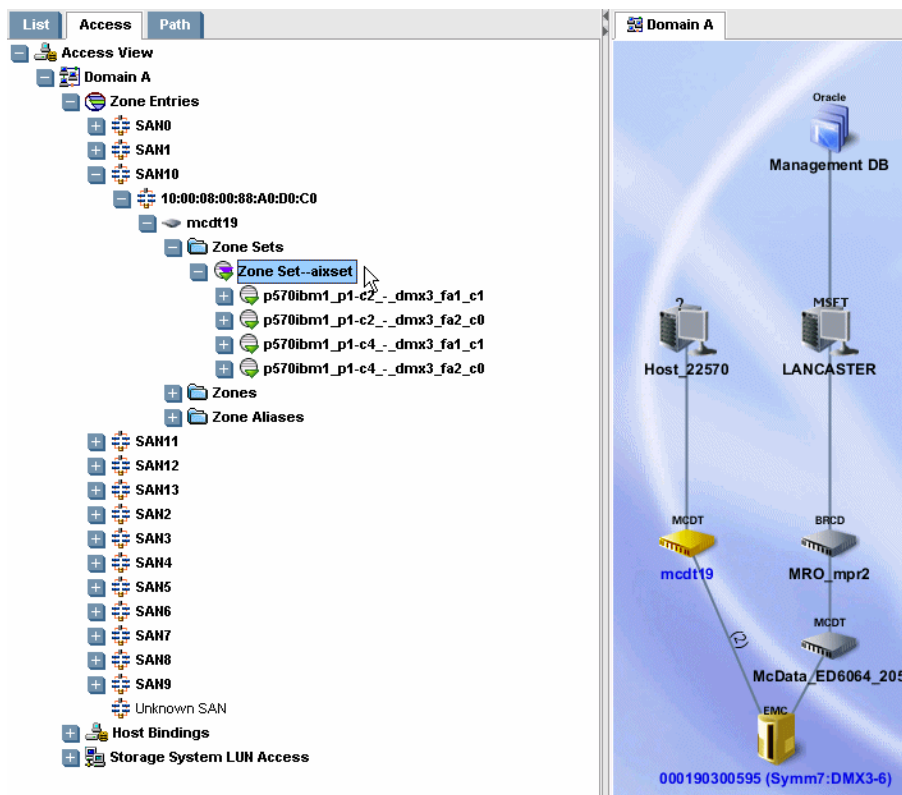 List Access Path
Access View
Domain A
Zone Entries
SAN0
SAN1
SAN10
10:00:08:00:88:A0:D0:C0
mcdt19
Zone Sets
Zone Set--aixset
p570ibm1_p1-c2_-_dmx3_fa1_c1
p570ibm1_p1-c2_-_dmx3_fa2_c0
p570ibm1_p1-c4_-_dmx3_fa1_c1
p570ibm1_p1-c4_-_dmx3_fa2_c0
Zones
Zone Aliases
SAN11
SAN12
SAN13
SAN2
SAN3
SAN4
SAN5
SAN6
SAN7
SAN8
SAN9
Unknown SAN
Host Bindings
Storage System LUN Access
Domain A
Oracle
Management DB
?
Host_22570
MSFT
LANCASTER
MCDT
mcdt19
BRCD
MRO_mpr2
(2)
MCDT
McData_ED6064_205
EMC
000190300595 (Symm7:DMX3-6)